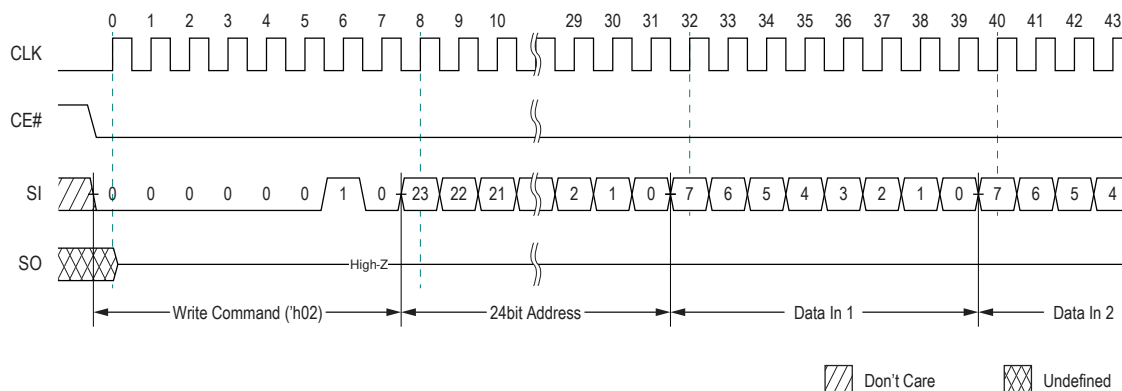 0 1 2 3 4 5 6 7 8 9 10 29 30 31 32 33 34 35 36 37 38 39 40 41 42 43
CLK
CE#
SI 0 0 0 0 0 0 1 0 23 22 21 2 1 0 7 6 5 4 3 2 1 0 7 6 5 4
SO High-Z
Write Command ('h02) 24bit Address Data In 1 Data In 2
Don't Care Undefined